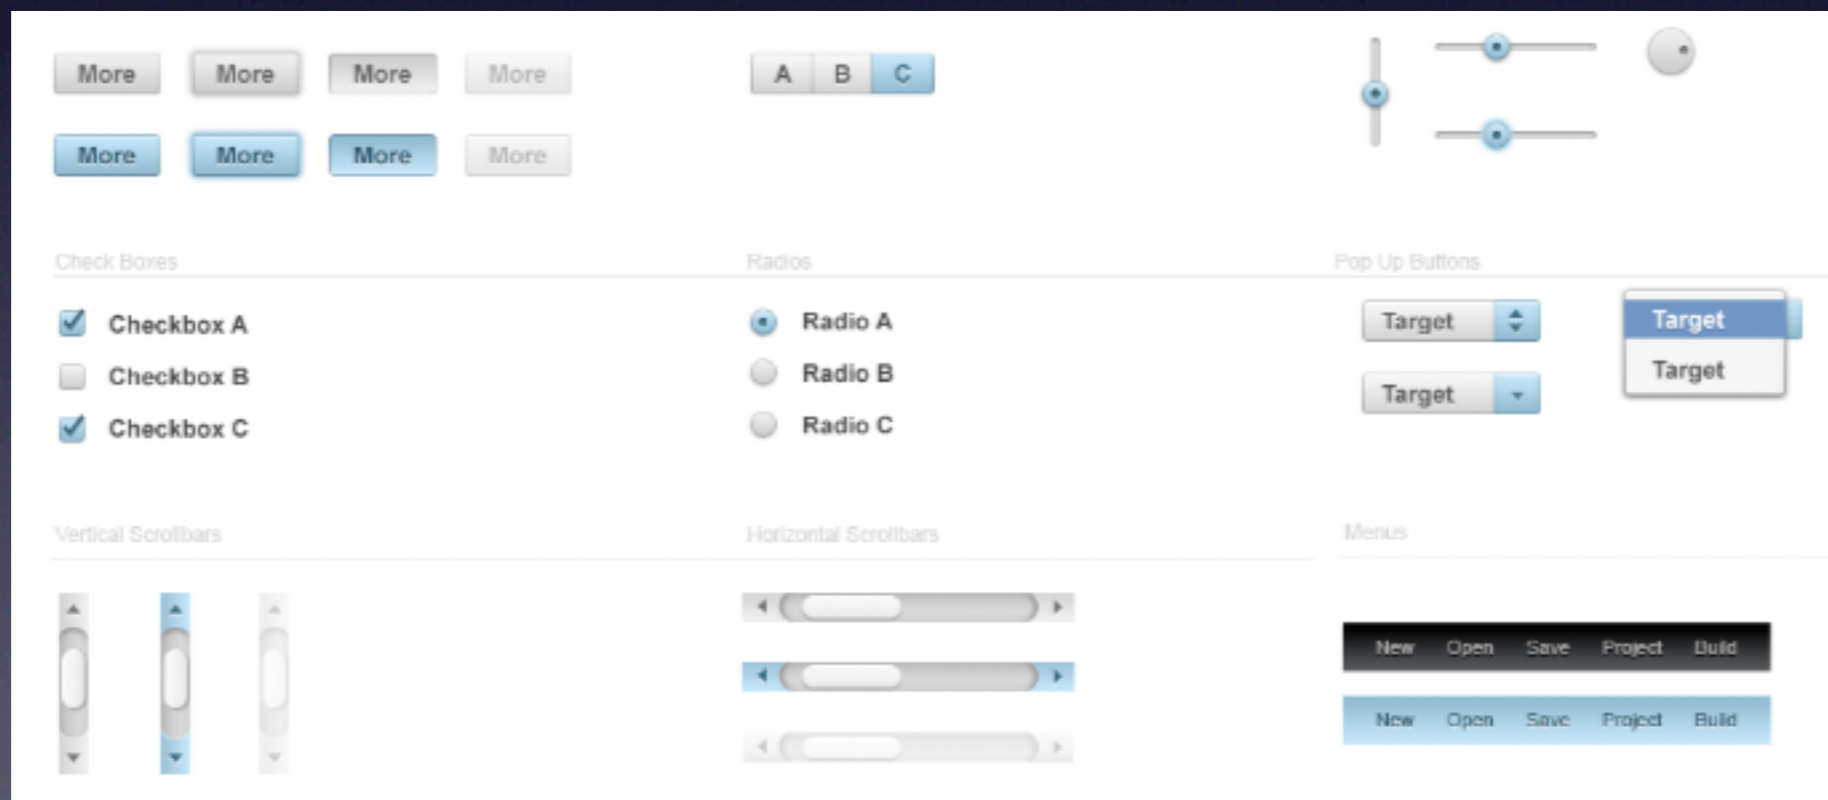 More More More More
A B C
More More More More
Check Boxes
Checkbox A
Checkbox B
Checkbox C
Radios
Radio A
Radio B
Radio C
Pop Up Buttons
Target
Target
Target
Target
Vertical Scrollbars
Horizontal Scrollbars
Menus
New Open Save Project Build
New Open Save Project Build